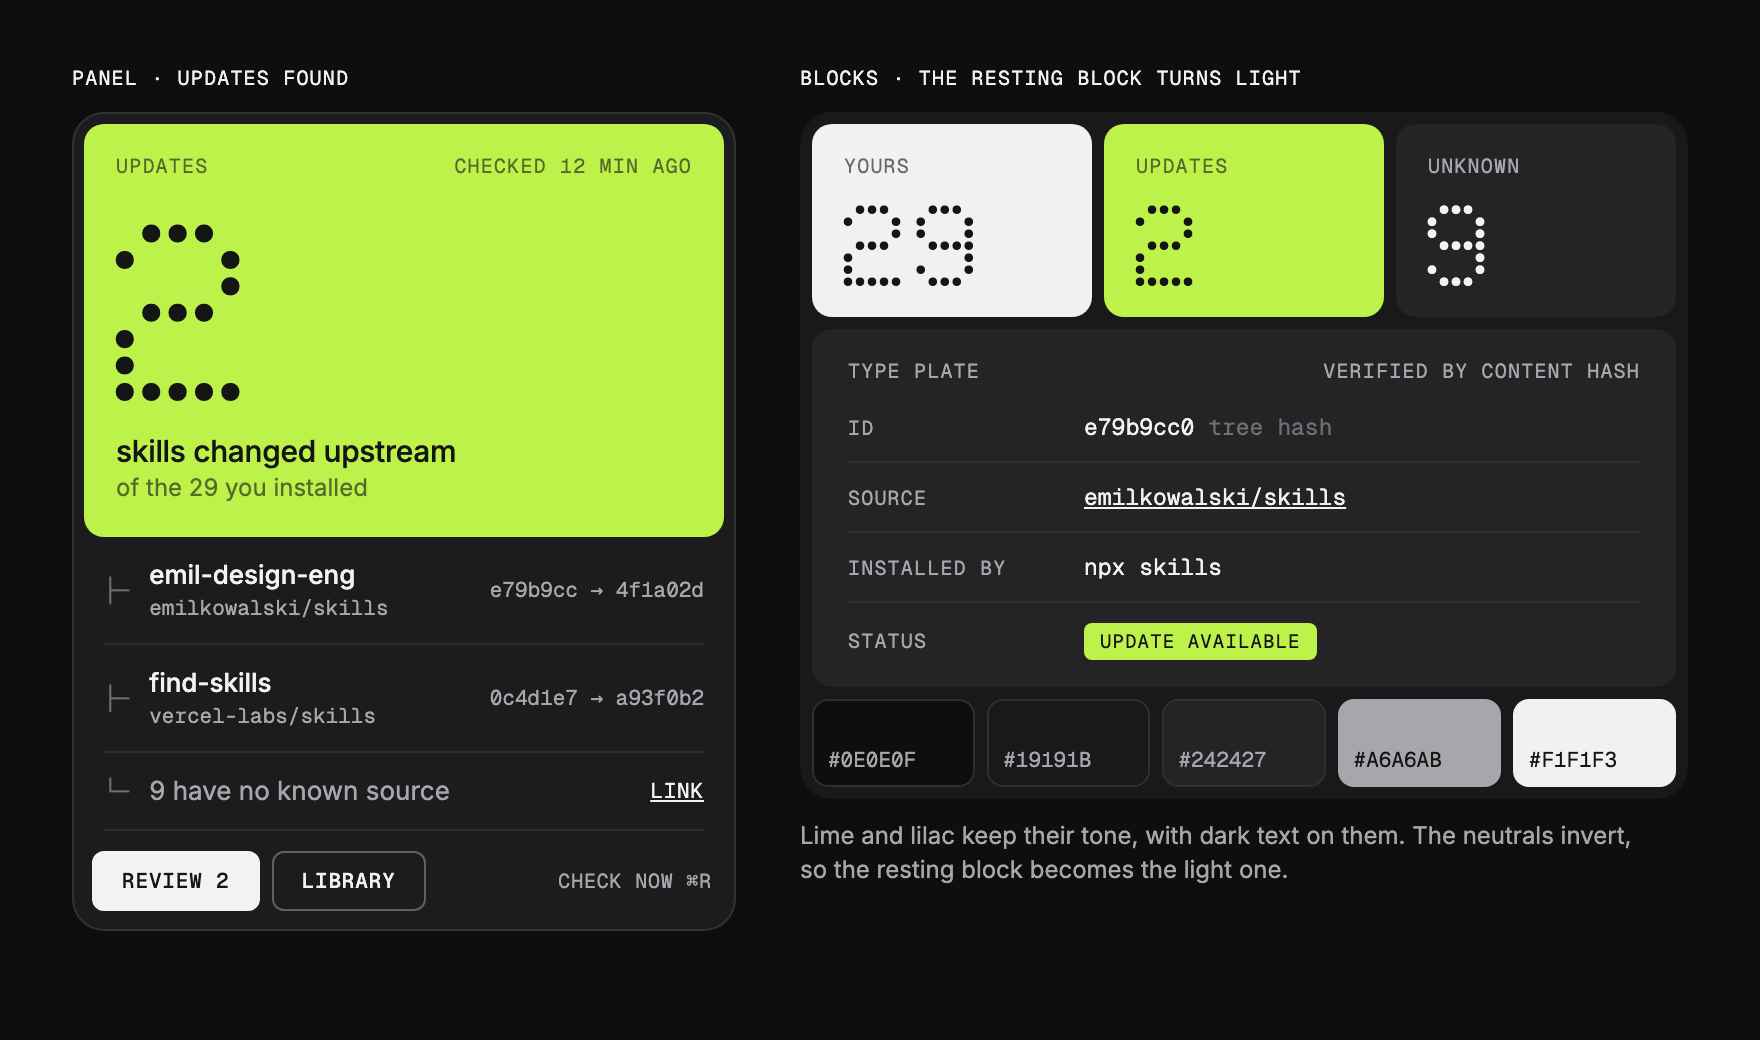 PANEL · UPDATES FOUND
UPDATES
CHECKED 12 MIN AGO
2
skills changed upstream
of the 29 you installed
emil-design-eng
emilkowalski/skills
e79b9cc → 4f1a02d
find-skills
vercel-labs/skills
0c4d1e7 → a93f0b2
9 have no known source
LINK
REVIEW 2
LIBRARY
CHECK NOW ⌘R
BLOCKS · THE RESTING BLOCK TURNS LIGHT
YOURS
29
UPDATES
2
UNKNOWN
9
TYPE PLATE
VERIFIED BY CONTENT HASH
ID
e79b9cc0 tree hash
SOURCE
emilkowalski/skills
INSTALLED BY
npx skills
STATUS
UPDATE AVAILABLE
#0E0E0F
#19191B
#242427
#A6A6AB
#F1F1F3
Lime and lilac keep their tone, with dark text on them. The neutrals invert,
so the resting block becomes the light one.